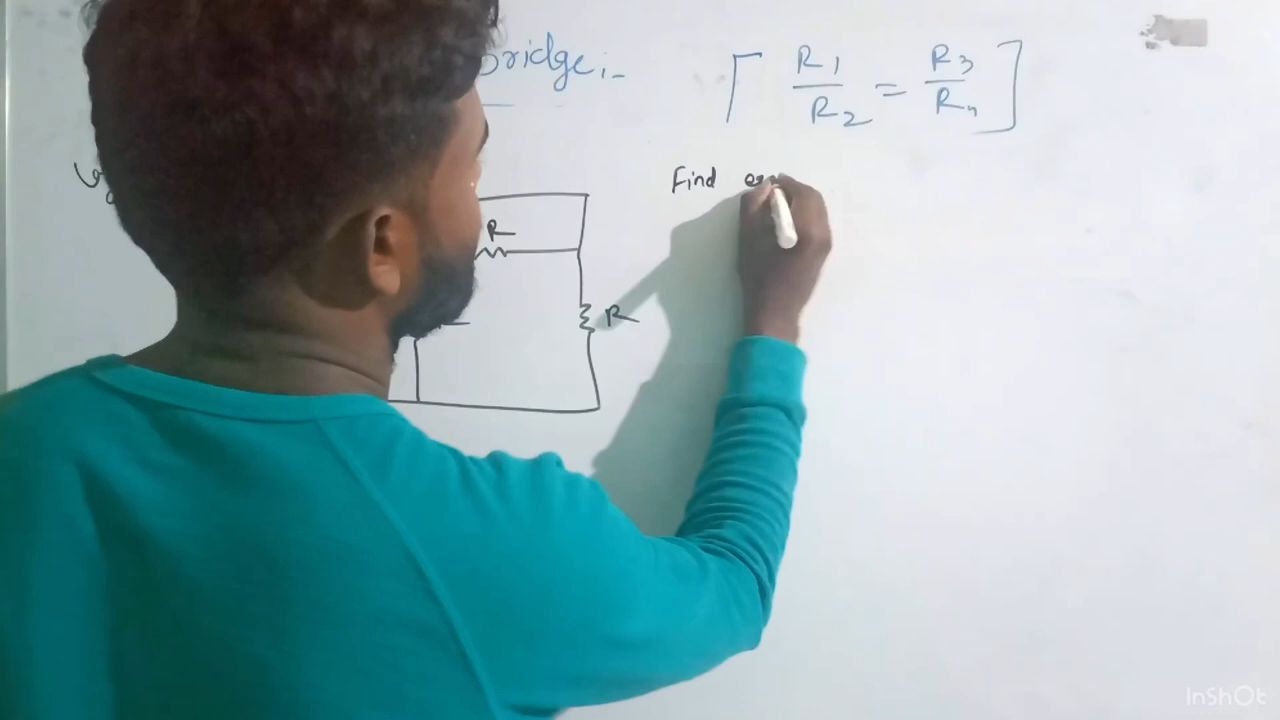 bridge:-
[ R1/R2 = R3/R4 ]
Find
R
R
InShOt